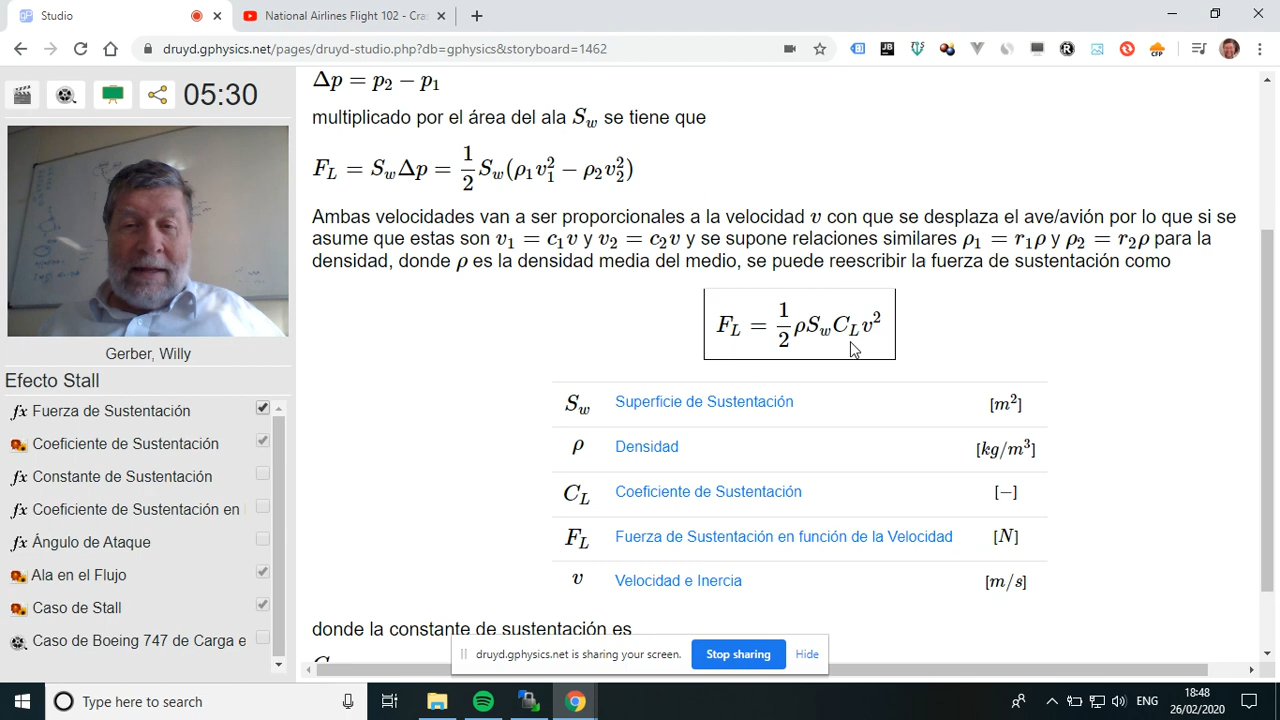 Studio
National Airlines Flight 102 - Cra
druyd.gphysics.net/pages/druyd-studio.php?db=gphysics&storyboard=1462
05:30
Gerber, Willy
Efecto Stall
fx Fuerza de Sustentación
Coeficiente de Sustentación
fx Constante de Sustentación
fx Coeficiente de Sustentación en
fx Ángulo de Ataque
Ala en el Flujo
Caso de Stall
Caso de Boeing 747 de Carga e
Δp = p₂ − p₁
multiplicado por el área del ala S_w se tiene que
F_L = S_wΔp = 1/2 S_w(ρ₁v₁² − ρ₂v₂²)
Ambas velocidades van a ser proporcionales a la velocidad v con que se desplaza el ave/avión por lo que si se
asume que estas son v₁ = c₁v y v₂ = c₂v y se supone relaciones similares ρ₁ = r₁ρ y ρ₂ = r₂ρ para la
densidad, donde ρ es la densidad media del medio, se puede reescribir la fuerza de sustentación como
F_L = 1/2 ρS_wC_Lv²
S_w Superficie de Sustentación [m²]
ρ Densidad [kg/m³]
C_L Coeficiente de Sustentación [−]
F_L Fuerza de Sustentación en función de la Velocidad [N]
v Velocidad e Inercia [m/s]
donde la constante de sustentación es
druyd.gphysics.net is sharing your screen. Stop sharing Hide
Type here to search
ENG
18:48
26/02/2020